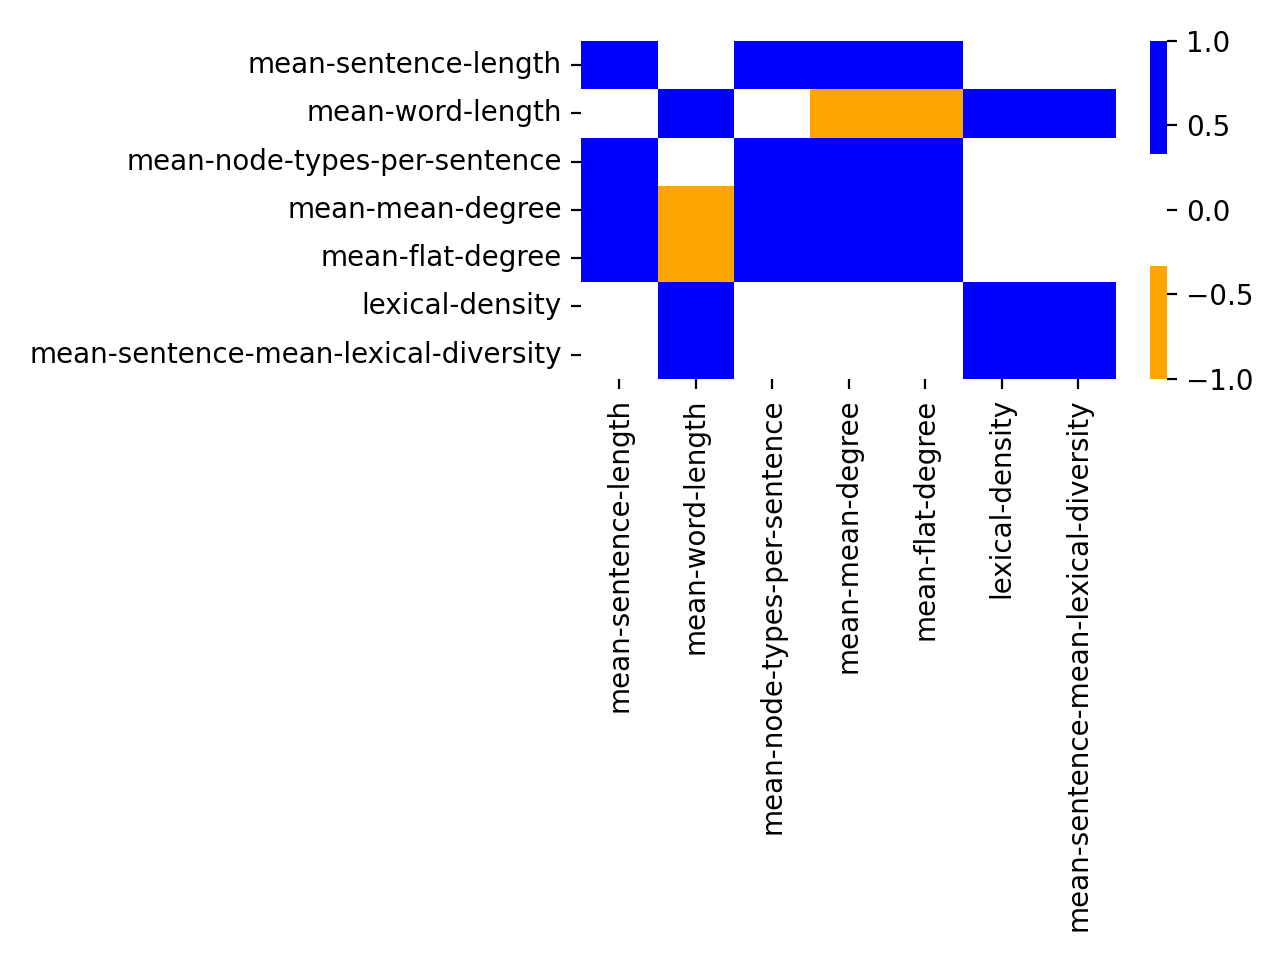 mean-sentence-length
mean-word-length
mean-node-types-per-sentence
mean-mean-degree
mean-flat-degree
lexical-density
mean-sentence-mean-lexical-diversity
mean-sentence-length
mean-word-length
mean-node-types-per-sentence
mean-mean-degree
mean-flat-degree
lexical-density
mean-sentence-mean-lexical-diversity
1.0
0.5
0.0
−0.5
−1.0